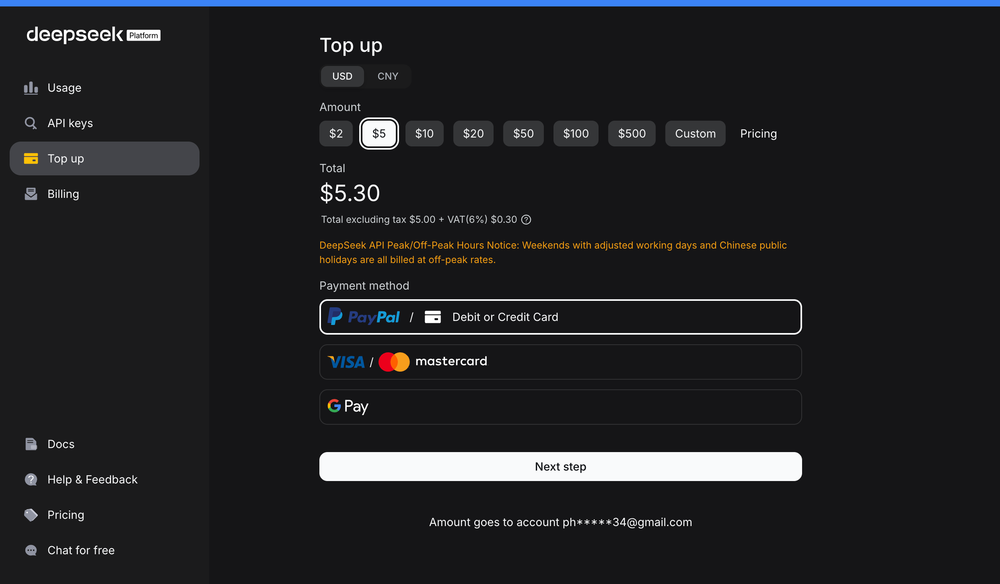 deepseek Platform
Usage
API keys
Top up
Billing
Docs
Help & Feedback
Pricing
Chat for free
Top up
USD CNY
Amount
$2 $5 $10 $20 $50 $100 $500 Custom Pricing
Total
$5.30
Total excluding tax $5.00 + VAT(6%) $0.30 ?
DeepSeek API Peak/Off-Peak Hours Notice: Weekends with adjusted working days and Chinese public
holidays are all billed at off-peak rates.
Payment method
PayPal / Debit or Credit Card
VISA / mastercard
G Pay
Next step
Amount goes to account ph*****34@gmail.com